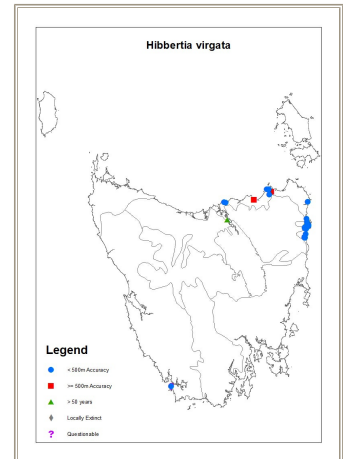 Hibbertia virgata
Legend
< 500m Accuracy
>= 500m Accuracy
> 50 years
Locally Extinct
? Questionable